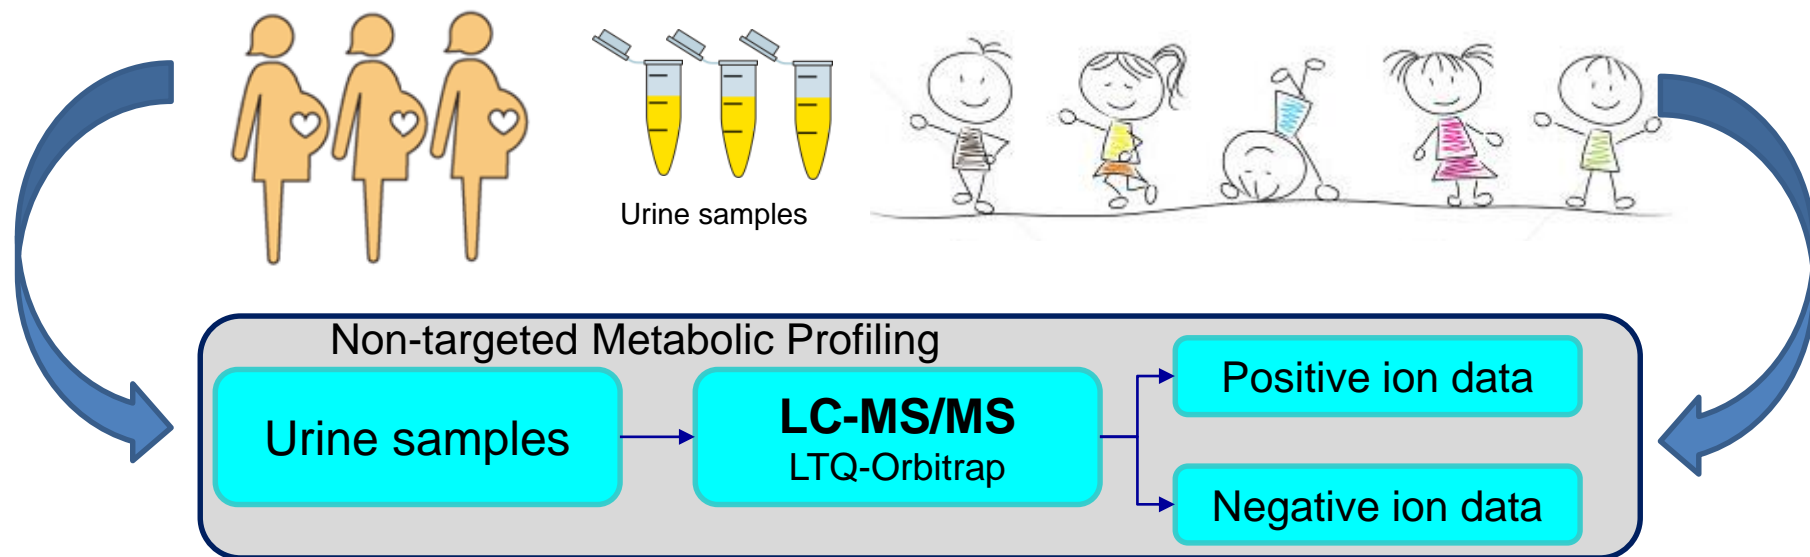 Urine samples
Non-targeted Metabolic Profiling
Urine samples
LC-MS/MS
LTQ-Orbitrap
Positive ion data
Negative ion data